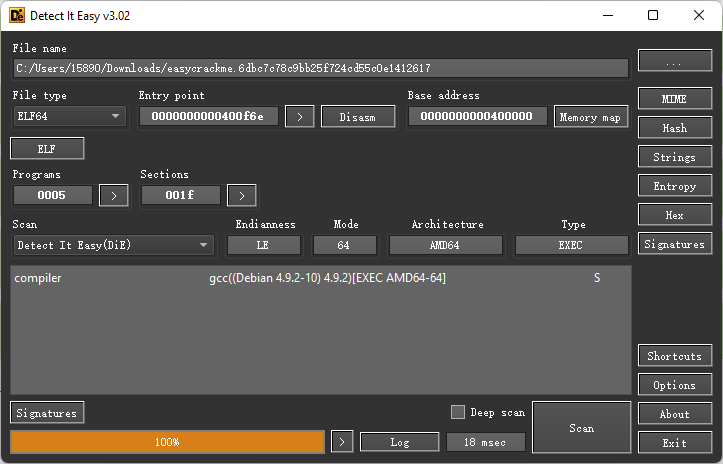 Detect It Easy v3.02
File name
C:/Users/15890/Downloads/easycrackme.6dbc7c78c9bb25f724cd55c0e1412617
...
File type Entry point Base address
ELF64 0000000000400f6e > Disasm 0000000000400000 Memory map MIME
Hash
ELF
Strings
Programs Sections
0005 > 001f >
Entropy
Hex
Scan Endianness Mode Architecture Type
Detect It Easy(DiE) LE 64 AMD64 EXEC Signatures
compiler gcc((Debian 4.9.2-10) 4.9.2)[EXEC AMD64-64] S
Shortcuts
Options
Signatures Deep scan Scan About
100% > Log 18 msec Exit